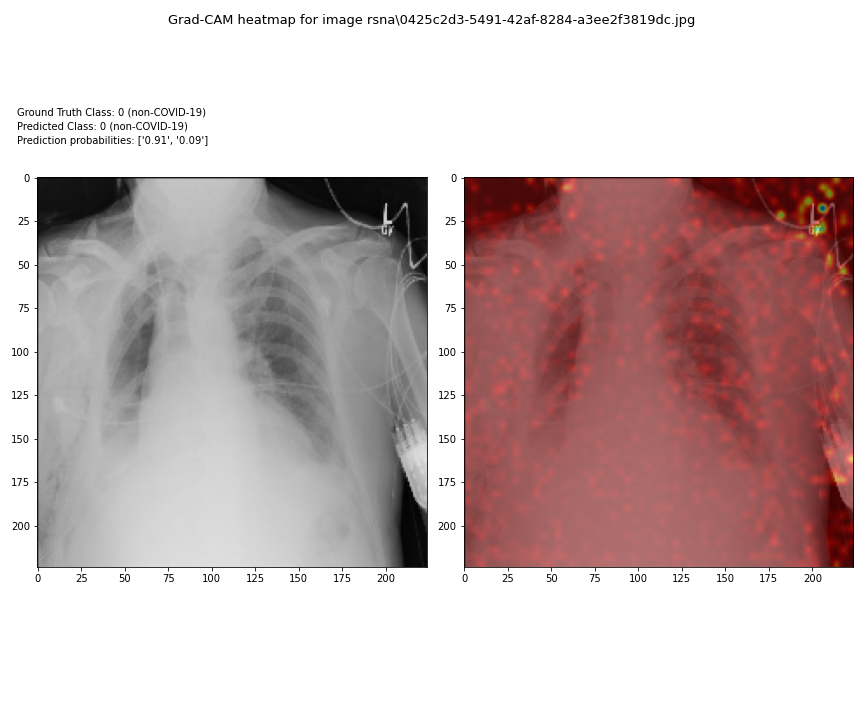 Grad-CAM heatmap for image rsna\0425c2d3-5491-42af-8284-a3ee2f3819dc.jpg
Ground Truth Class: 0 (non-COVID-19)
Predicted Class: 0 (non-COVID-19)
Prediction probabilities: ['0.91', '0.09']
0
25
50
75
100
125
150
175
200
0 25 50 75 100 125 150 175 200
L
0
25
50
75
100
125
150
175
200
0 25 50 75 100 125 150 175 200
L